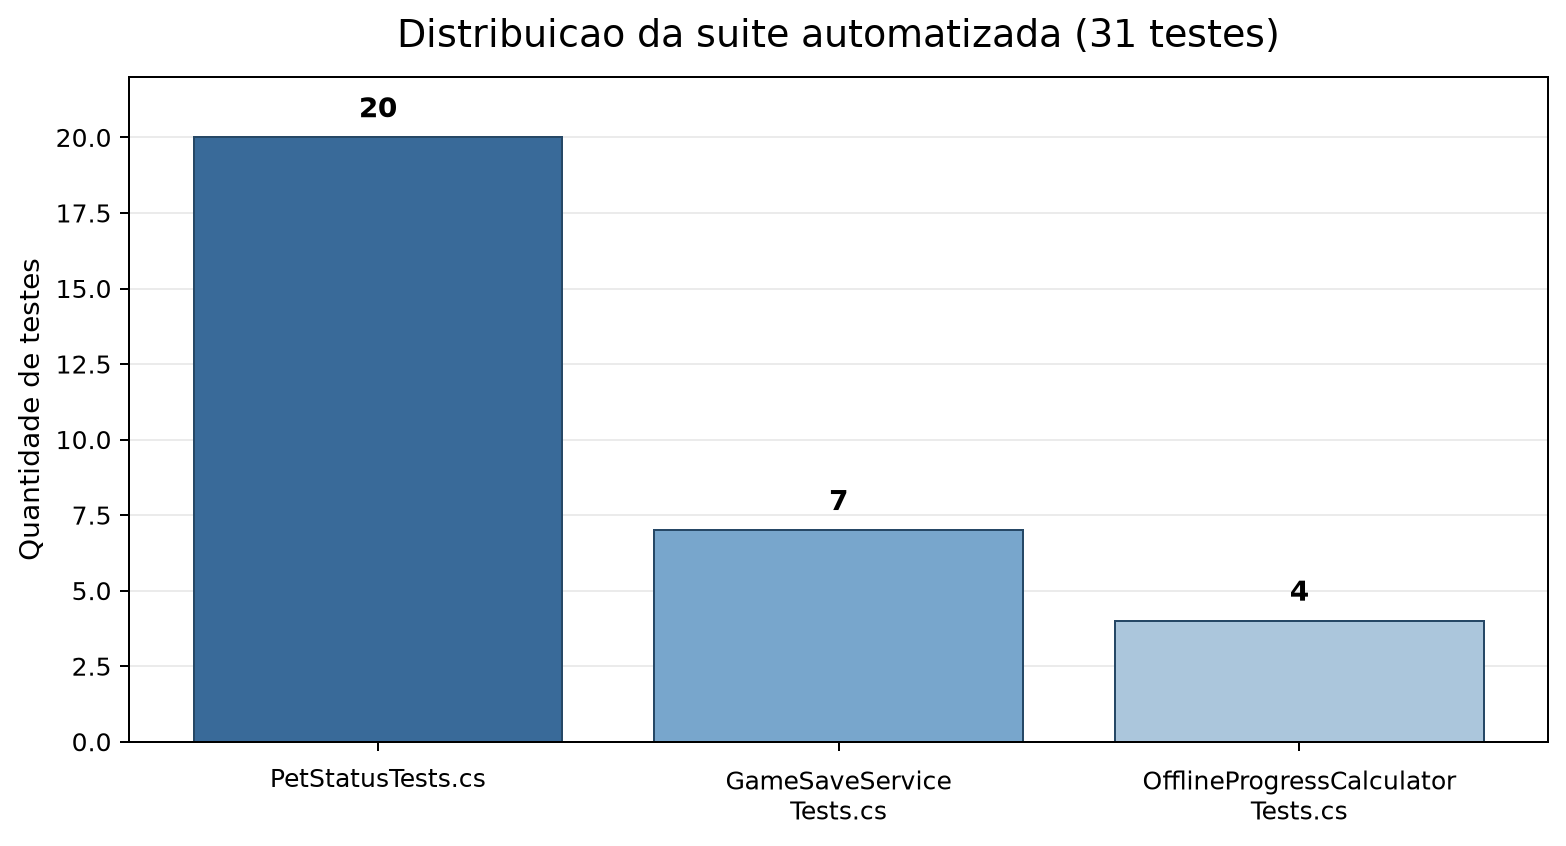 Distribuicao da suite automatizada (31 testes)
Quantidade de testes
20.0
17.5
15.0
12.5
10.0
7.5
5.0
2.5
0.0
20
7
4
PetStatusTests.cs
GameSaveService
Tests.cs
OfflineProgressCalculator
Tests.cs